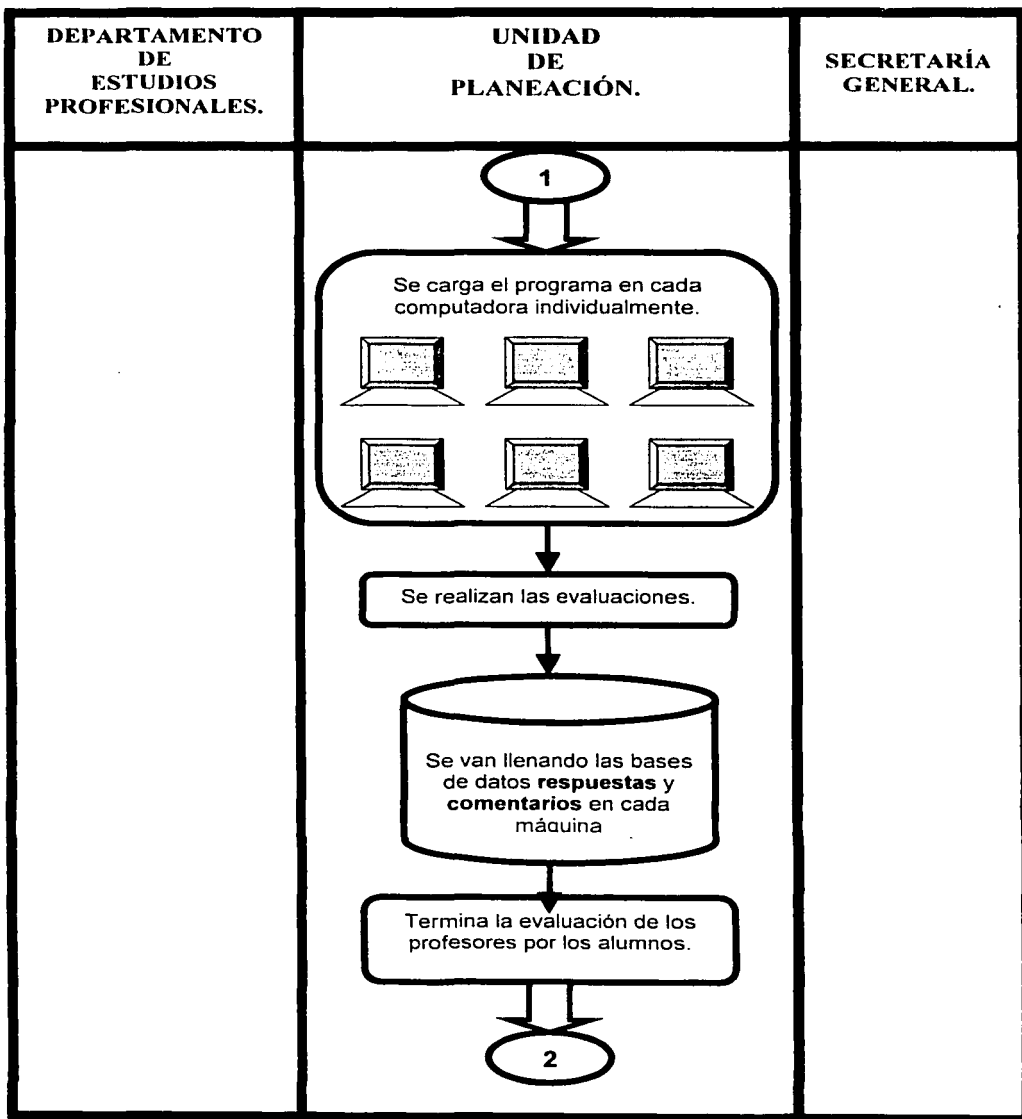 DEPARTAMENTO
DE
ESTUDIOS
PROFESIONALES.
UNIDAD
DE
PLANEACIÓN.
SECRETARÍA
GENERAL.
1
Se carga el programa en cada
computadora individualmente.
Se realizan las evaluaciones.
Se van llenando las bases
de datos respuestas y
comentarios en cada
máquina
Termina la evaluación de los
profesores por los alumnos.
2